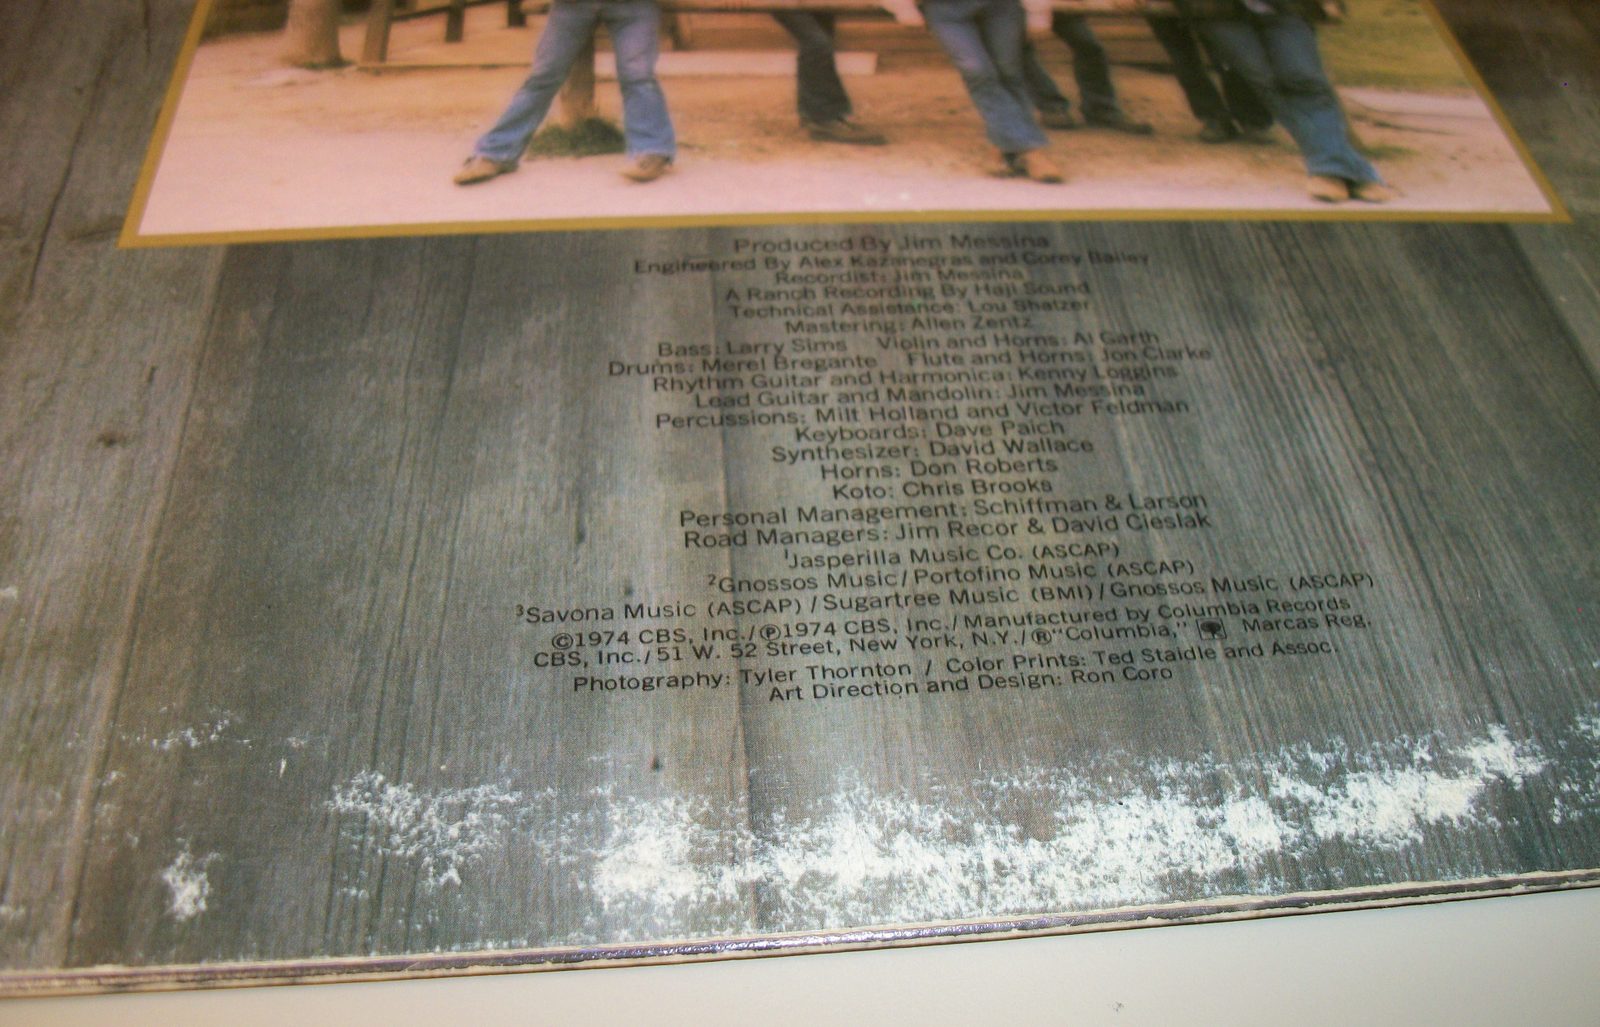 Produced By Jim Messina
Engineered By Alex Kazanegras and Corey Bailey
Recordist: Jim Messina
A Ranch Recording By Haji Sound
Technical Assistance: Lou Shatzer
Mastering: Allen Zentz
Bass: Larry Sims Violin and Horns: Al Garth
Drums: Merel Bregante Flute and Horns: Jon Clarke
Rhythm Guitar and Harmonica: Kenny Loggins
Lead Guitar and Mandolin: Jim Messina
Percussions: Milt Holland and Victor Feldman
Keyboards: Dave Paich
Synthesizer: David Wallace
Horns: Don Roberts
Koto: Chris Brooks
Personal Management: Schiffman & Larson
Road Managers: Jim Recor & David Cieslak
¹Jasperilla Music Co. (ASCAP)
²Gnossos Music/Portofino Music (ASCAP)
³Savona Music (ASCAP)/Sugartree Music (BMI)/Gnossos Music (ASCAP)
©1974 CBS, Inc./℗1974 CBS, Inc./Manufactured by Columbia Records
CBS, Inc./51 W. 52 Street, New York, N.Y./®"Columbia," Marcas Reg.
Photography: Tyler Thornton / Color Prints: Ted Staidle and Assoc.
Art Direction and Design: Ron Coro